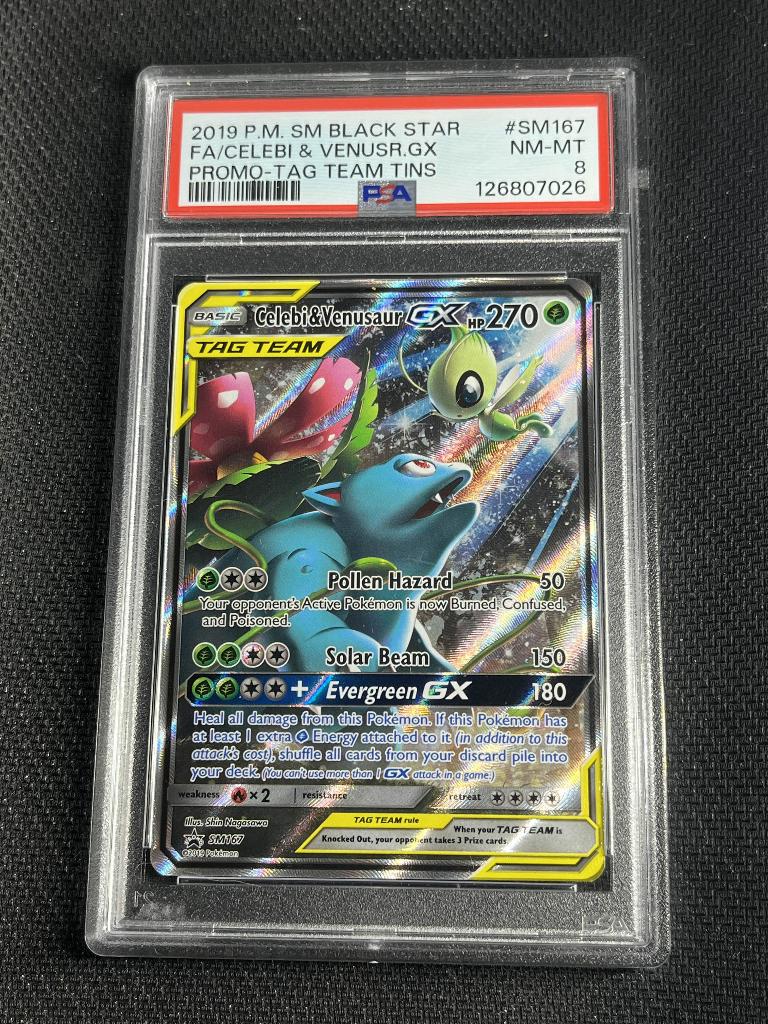 2019 P.M. SM BLACK STAR #SM167
FA/CELEBI & VENUSR.GX NM-MT
PROMO-TAG TEAM TINS 8
PSA 126807026
BASIC Celebi&Venusaur GX HP270
TAG TEAM
Pollen Hazard 50
Your opponent's Active Pokémon is now Burned, Confused,
and Poisoned.
Solar Beam 150
+ Evergreen GX 180
Heal all damage from this Pokémon. If this Pokémon has
at least 1 extra Energy attached to it (in addition to this
attack's cost), shuffle all cards from your discard pile into
your deck. (You can't use more than 1 GX attack in a game.)
weakness ×2 resistance retreat
Illus. Shin Nagasawa
TAG TEAM rule
When your TAG TEAM is
Knocked Out, your opponent takes 3 Prize cards.
SM167
©2019 Pokémon